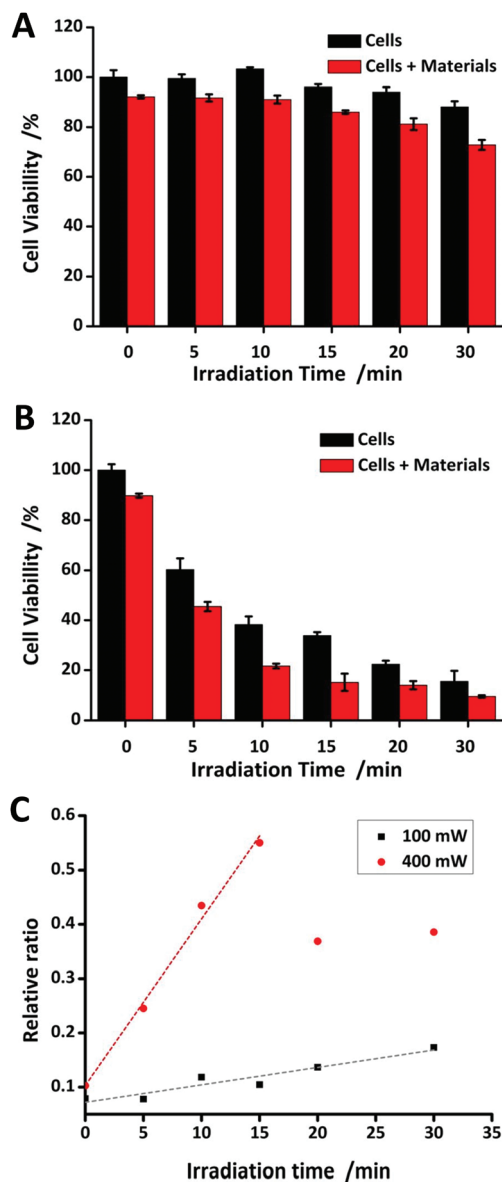 A
Cells
Cells + Materials
Cell Viabillity /%
120
100
80
60
40
20
0
0 5 10 15 20 30
Irradiation Time /min
B
Cells
Cells + Materials
Cell Viabillity /%
120
100
80
60
40
20
0
0 5 10 15 20 30
Irradiation Time /min
C
100 mW
400 mW
Relative ratio
0.6
0.5
0.4
0.3
0.2
0.1
0 5 10 15 20 25 30 35
Irradiation time /min